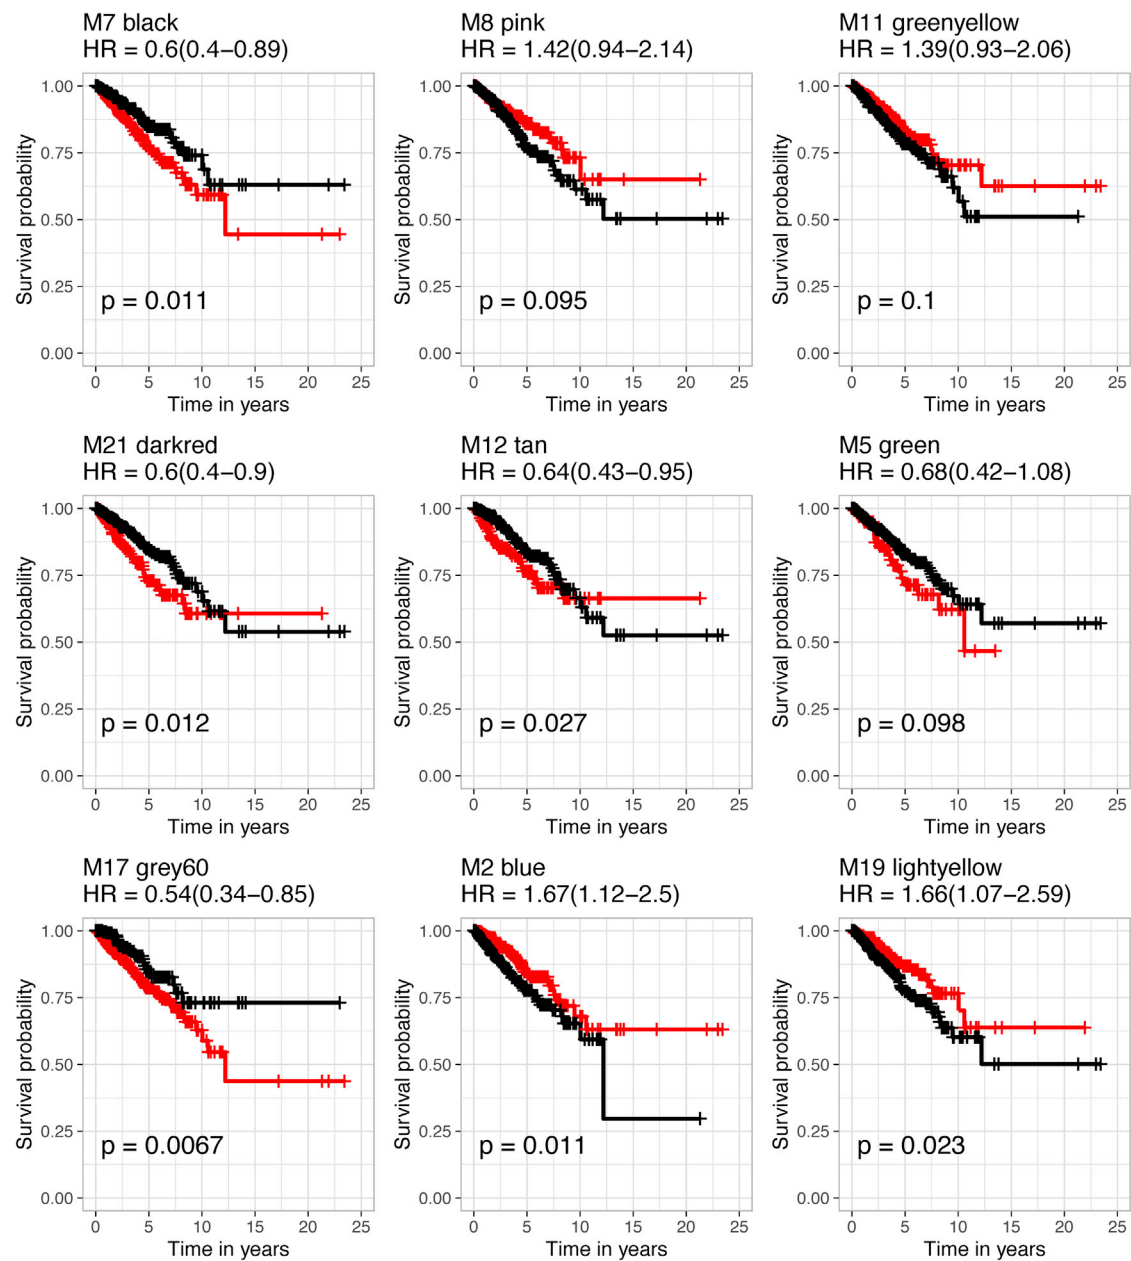 M7 black
HR = 0.6(0.4−0.89)
M8 pink
HR = 1.42(0.94−2.14)
M11 greenyellow
HR = 1.39(0.93−2.06)
Survival probability
1.00
0.75
0.50
0.25
0.00
p = 0.011
0 5 10 15 20 25
Time in years
Survival probability
1.00
0.75
0.50
0.25
0.00
p = 0.095
0 5 10 15 20 25
Time in years
Survival probability
1.00
0.75
0.50
0.25
0.00
p = 0.1
0 5 10 15 20 25
Time in years
M21 darkred
HR = 0.6(0.4−0.9)
M12 tan
HR = 0.64(0.43−0.95)
M5 green
HR = 0.68(0.42−1.08)
Survival probability
1.00
0.75
0.50
0.25
0.00
p = 0.012
0 5 10 15 20 25
Time in years
Survival probability
1.00
0.75
0.50
0.25
0.00
p = 0.027
0 5 10 15 20 25
Time in years
Survival probability
1.00
0.75
0.50
0.25
0.00
p = 0.098
0 5 10 15 20 25
Time in years
M17 grey60
HR = 0.54(0.34−0.85)
M2 blue
HR = 1.67(1.12−2.5)
M19 lightyellow
HR = 1.66(1.07−2.59)
Survival probability
1.00
0.75
0.50
0.25
0.00
p = 0.0067
0 5 10 15 20 25
Time in years
Survival probability
1.00
0.75
0.50
0.25
0.00
p = 0.011
0 5 10 15 20 25
Time in years
Survival probability
1.00
0.75
0.50
0.25
0.00
p = 0.023
0 5 10 15 20 25
Time in years